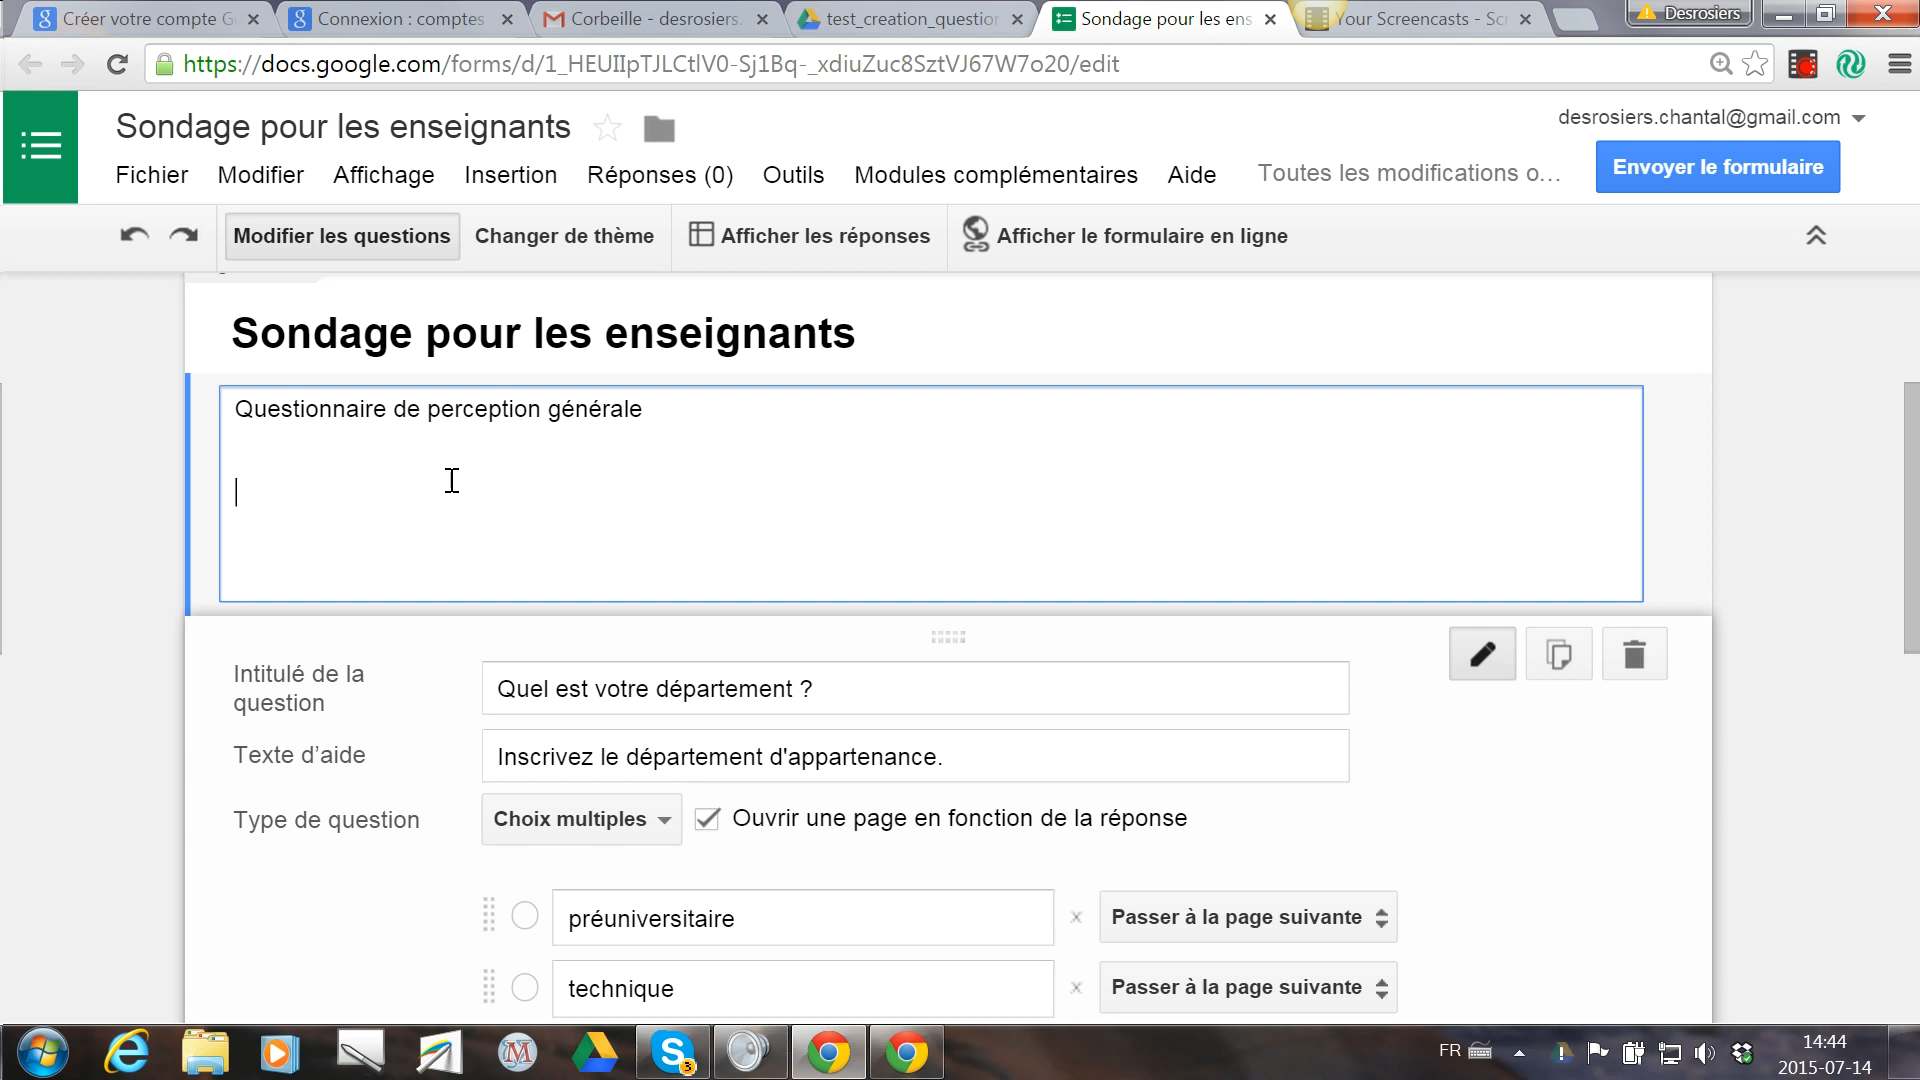 Créer votre compte G
Connexion : comptes
Corbeille - desrosiers.
test_creation_question
Sondage pour les ens
Your Screencasts - Scr
Desrosiers
https://docs.google.com/forms/d/1_HEUIIpTJLCtlV0-Sj1Bq-_xdiuZuc8SztVJ67W7o20/edit
Sondage pour les enseignants
desrosiers.chantal@gmail.com
Fichier Modifier Affichage Insertion Réponses (0) Outils Modules complémentaires Aide Toutes les modifications o...
Envoyer le formulaire
Modifier les questions Changer de thème Afficher les réponses Afficher le formulaire en ligne
Sondage pour les enseignants
Questionnaire de perception générale
Intitulé de la question
Quel est votre département ?
Texte d’aide
Inscrivez le département d'appartenance.
Type de question
Choix multiples
Ouvrir une page en fonction de la réponse
préuniversitaire
Passer à la page suivante
technique
Passer à la page suivante
FR
14:44
2015-07-14